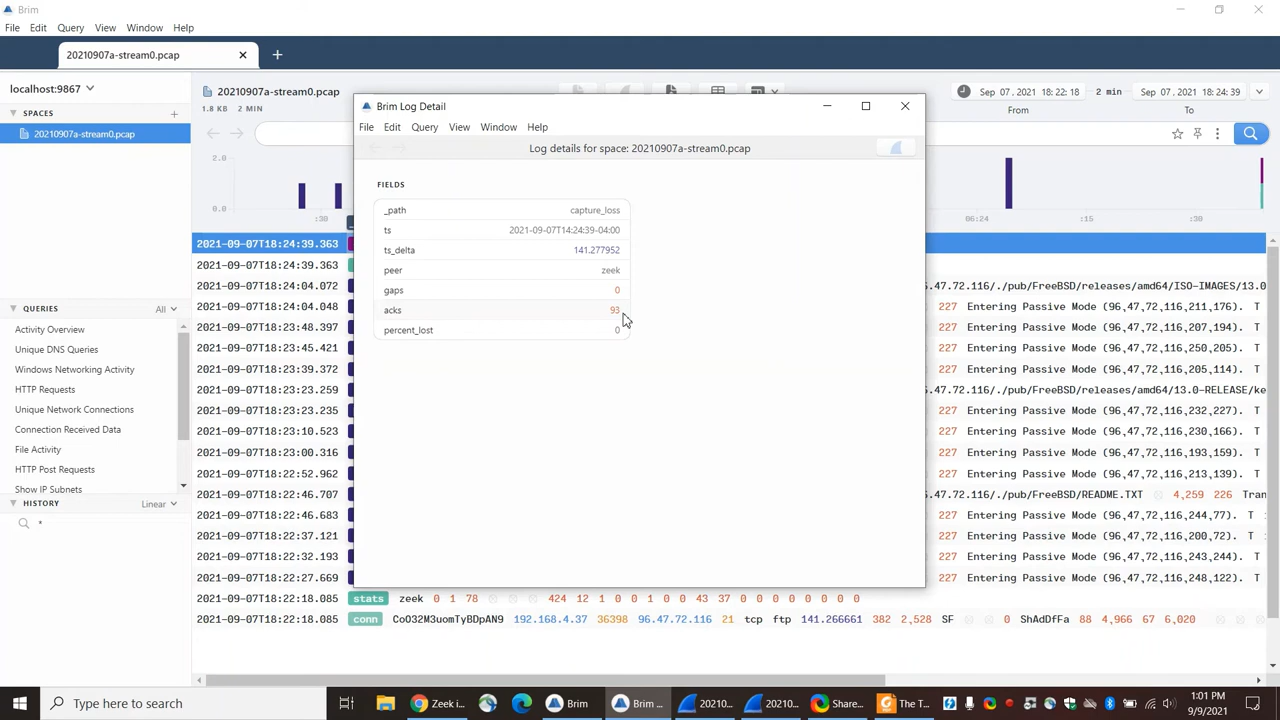 Brim
File Edit Query View Window Help
20210907a-stream0.pcap
localhost:9867
SPACES
20210907a-stream0.pcap
20210907a-stream0.pcap
1.8 KB 2 MIN
Sep 07, 2021 18:22:18 2 min Sep 07, 2021 18:24:39
From To
2.0
0.0
:30 06:24 :30
Brim Log Detail
File Edit Query View Window Help
Log details for space: 20210907a-stream0.pcap
FIELDS
_path capture_loss
ts 2021-09-07T14:24:39-04:00
ts_delta 141.277952
peer zeek
gaps 0
acks 93
percent_lost 0
2021-09-07T18:24:39.363
2021-09-07T18:24:39.363
2021-09-07T18:24:04.072 6.47.72.116/./pub/FreeBSD/releases/amd64/ISO-IMAGES/13.0
2021-09-07T18:24:04.048 227 Entering Passive Mode (96,47,72,116,211,176). T
2021-09-07T18:23:48.397 227 Entering Passive Mode (96,47,72,116,207,194). T
2021-09-07T18:23:45.421 227 Entering Passive Mode (96,47,72,116,250,205). T
2021-09-07T18:23:39.372 227 Entering Passive Mode (96,47,72,116,205,114). T
2021-09-07T18:23:23.259 6.47.72.116/./pub/FreeBSD/releases/amd64/13.0-RELEASE/ke
2021-09-07T18:23:23.235 227 Entering Passive Mode (96,47,72,116,232,227). T
2021-09-07T18:23:10.523 227 Entering Passive Mode (96,47,72,116,230,166). T
2021-09-07T18:23:00.316 227 Entering Passive Mode (96,47,72,116,193,159). T
2021-09-07T18:22:52.962 227 Entering Passive Mode (96,47,72,116,213,139). T
2021-09-07T18:22:46.707 6.47.72.116/./pub/FreeBSD/README.TXT 4,259 226 Tran
2021-09-07T18:22:46.683 227 Entering Passive Mode (96,47,72,116,244,77). T
2021-09-07T18:22:37.121 227 Entering Passive Mode (96,47,72,116,200,72). T
2021-09-07T18:22:32.193 227 Entering Passive Mode (96,47,72,116,243,244). T
2021-09-07T18:22:27.669 227 Entering Passive Mode (96,47,72,116,248,122). T
2021-09-07T18:22:18.085 stats zeek 0 1 78 424 12 1 0 0 1 0 0 43 37 0 0 0 0 0 0 0
2021-09-07T18:22:18.085 conn CoO32M3uomTyBDpAN9 192.168.4.37 36398 96.47.72.116 21 tcp ftp 141.266661 382 2,528 SF 0 ShAdDfFa 88 4,966 67 6,020
QUERIES All
Activity Overview
Unique DNS Queries
Windows Networking Activity
HTTP Requests
Unique Network Connections
Connection Received Data
File Activity
HTTP Post Requests
Show IP Subnets
HISTORY Linear
*
Type here to search
Zeek i...
Brim
Brim ...
20210...
20210...
Share...
The T...
1:01 PM
9/9/2021